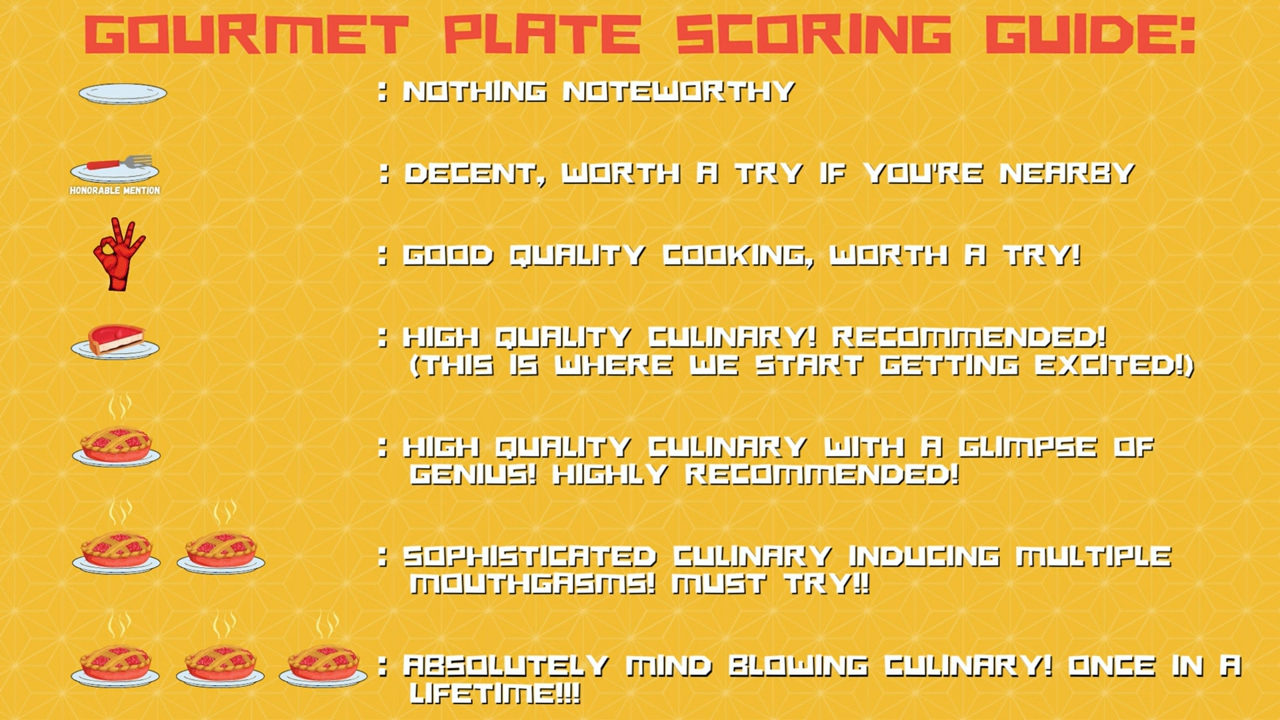 GOURMET PLATE SCORING GUIDE:
: NOTHING NOTEWORTHY
: DECENT, WORTH A TRY IF YOU'RE NEARBY
HONORABLE MENTION
: GOOD QUALITY COOKING, WORTH A TRY!
: HIGH QUALITY CULINARY! RECOMMENDED!
(THIS IS WHERE WE START GETTING EXCITED!)
: HIGH QUALITY CULINARY WITH A GLIMPSE OF
GENIUS! HIGHLY RECOMMENDED!
: SOPHISTICATED CULINARY INDUCING MULTIPLE
MOUTHGASMS! MUST TRY!!
: ABSOLUTELY MIND BLOWING CULINARY! ONCE IN A
LIFETIME!!!